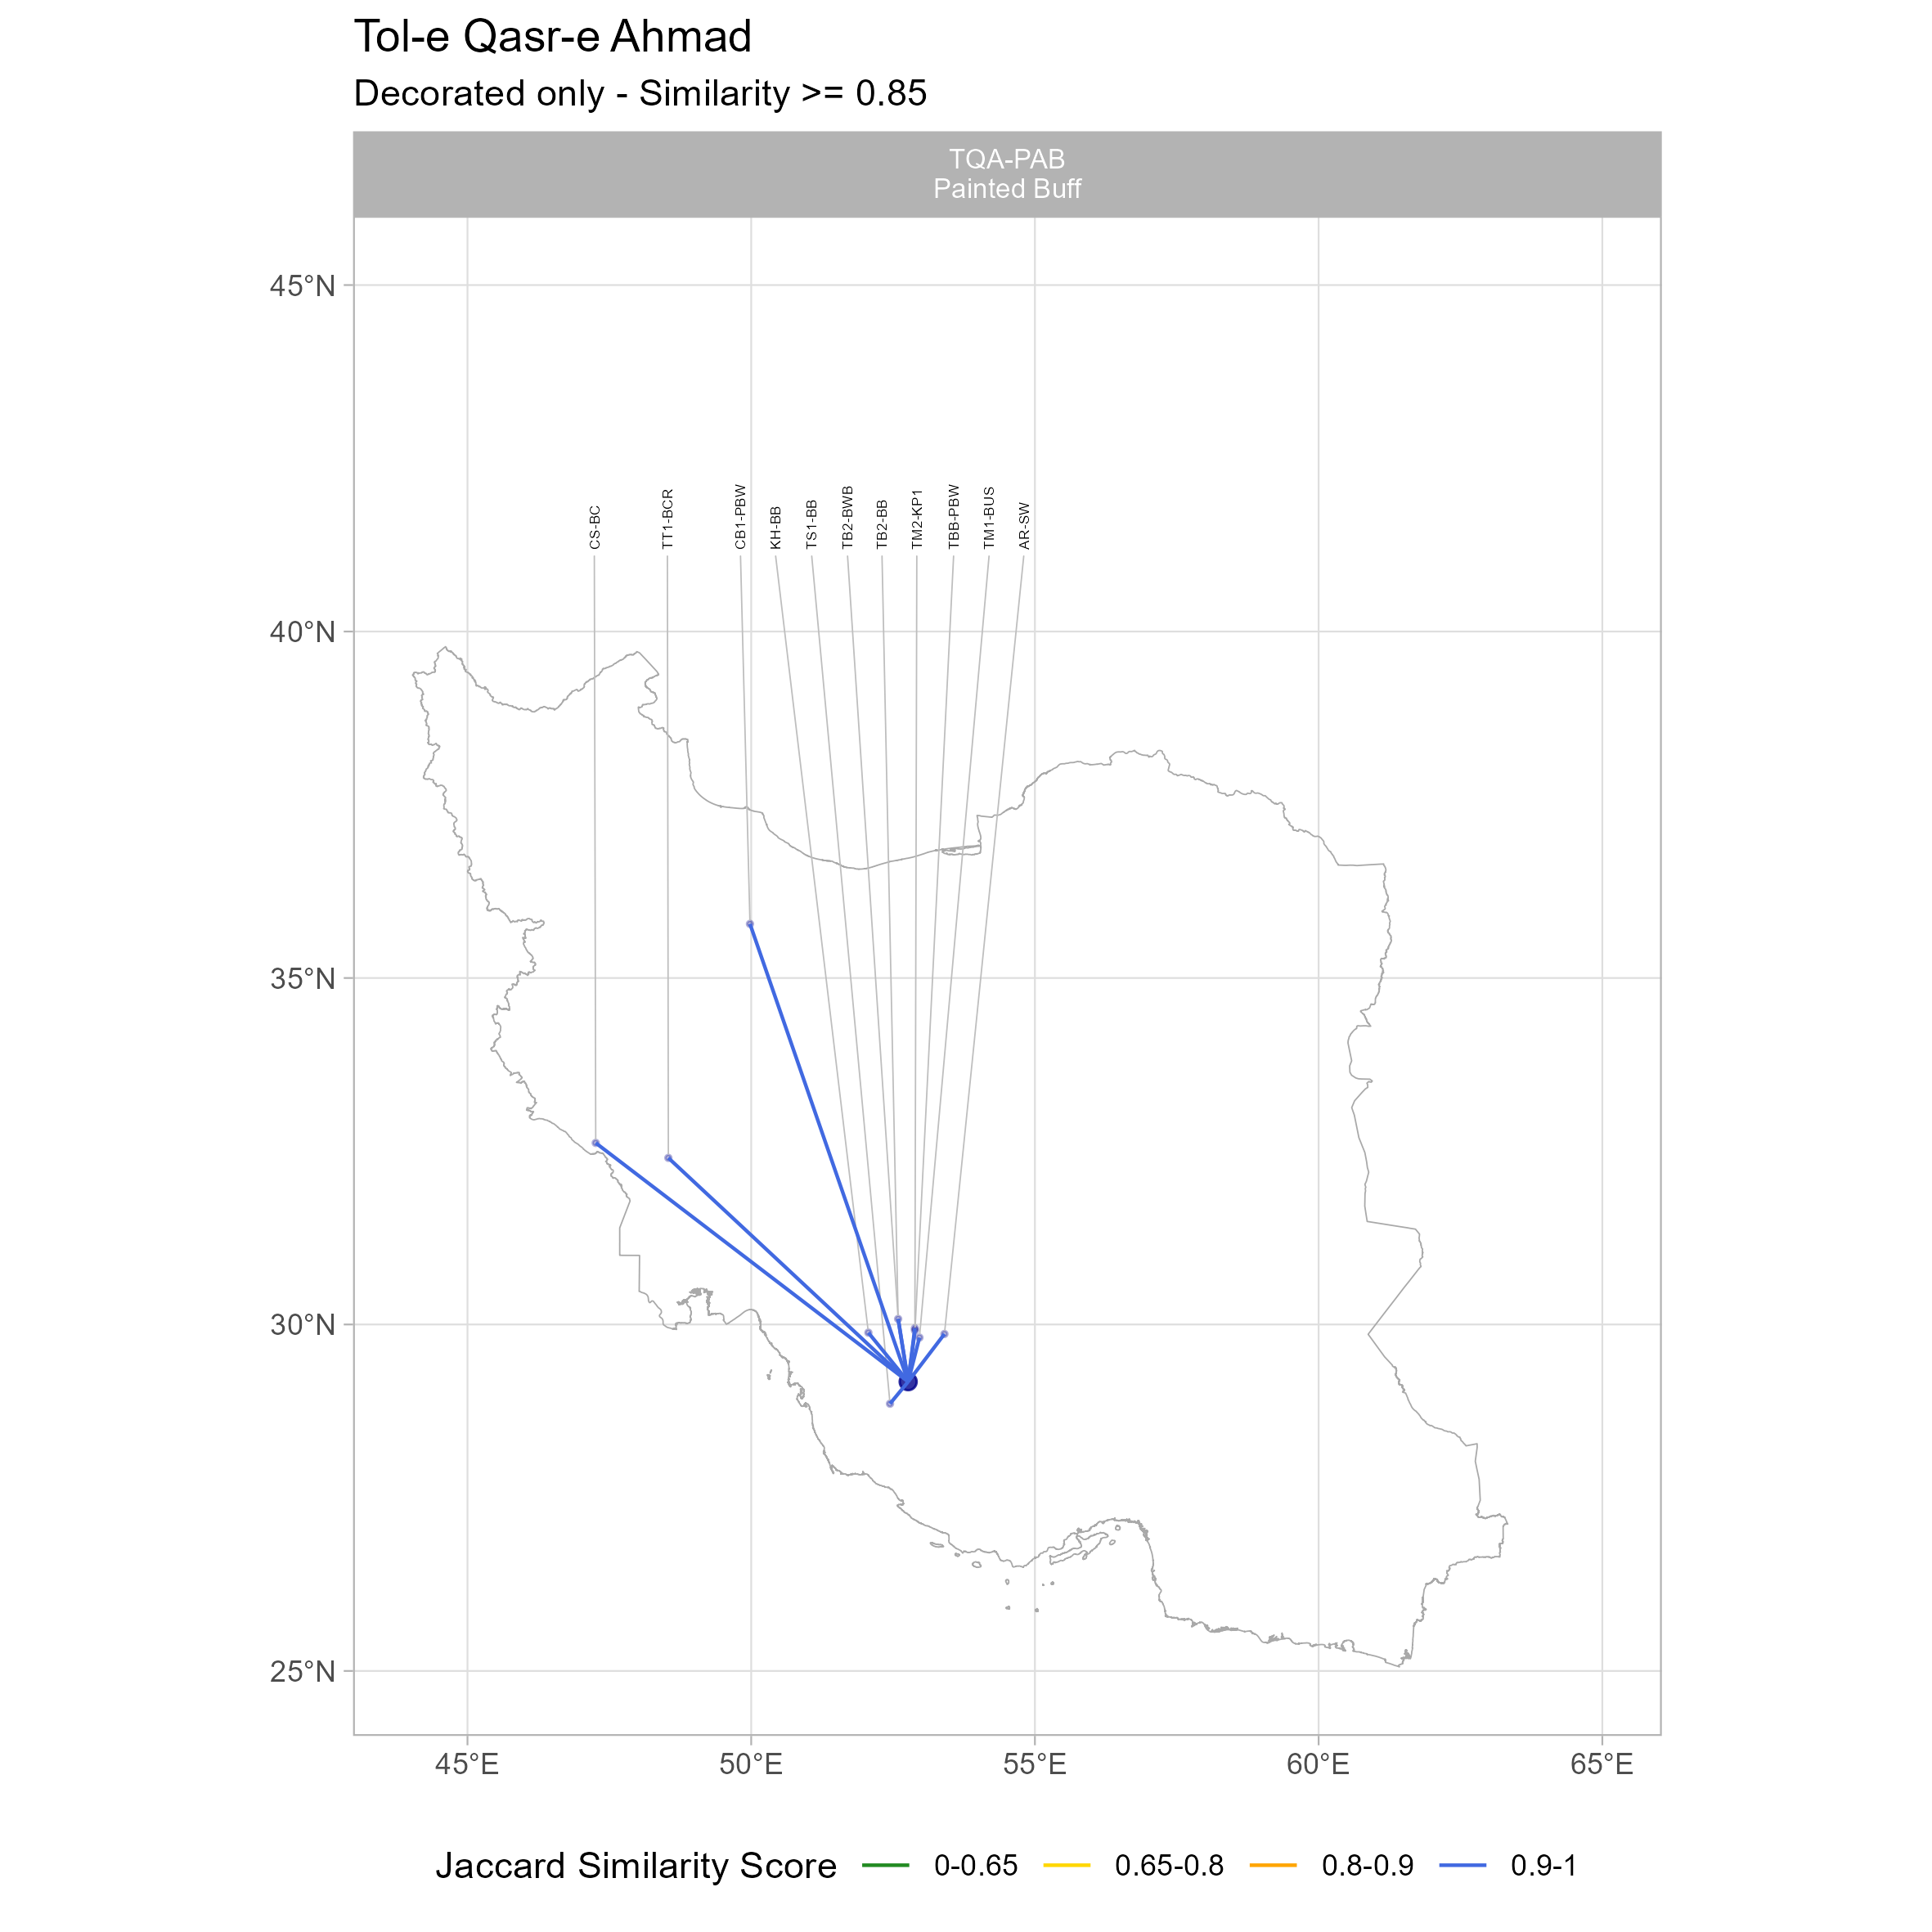 Tol-e Qasr-e Ahmad
Decorated only - Similarity >= 0.85
TQA-PAB
Painted Buff
45°N
CS-BC
TT1-BCR
CB1-PBW
KH-BB
TS1-BB
TB2-BWB
TB2-BB
TM2-KP1
TBB-PBW
TM1-BUS
AR-SW
40°N
35°N
30°N
25°N
45°E 50°E 55°E 60°E 65°E
Jaccard Similarity Score 0-0.65 0.65-0.8 0.8-0.9 0.9-1